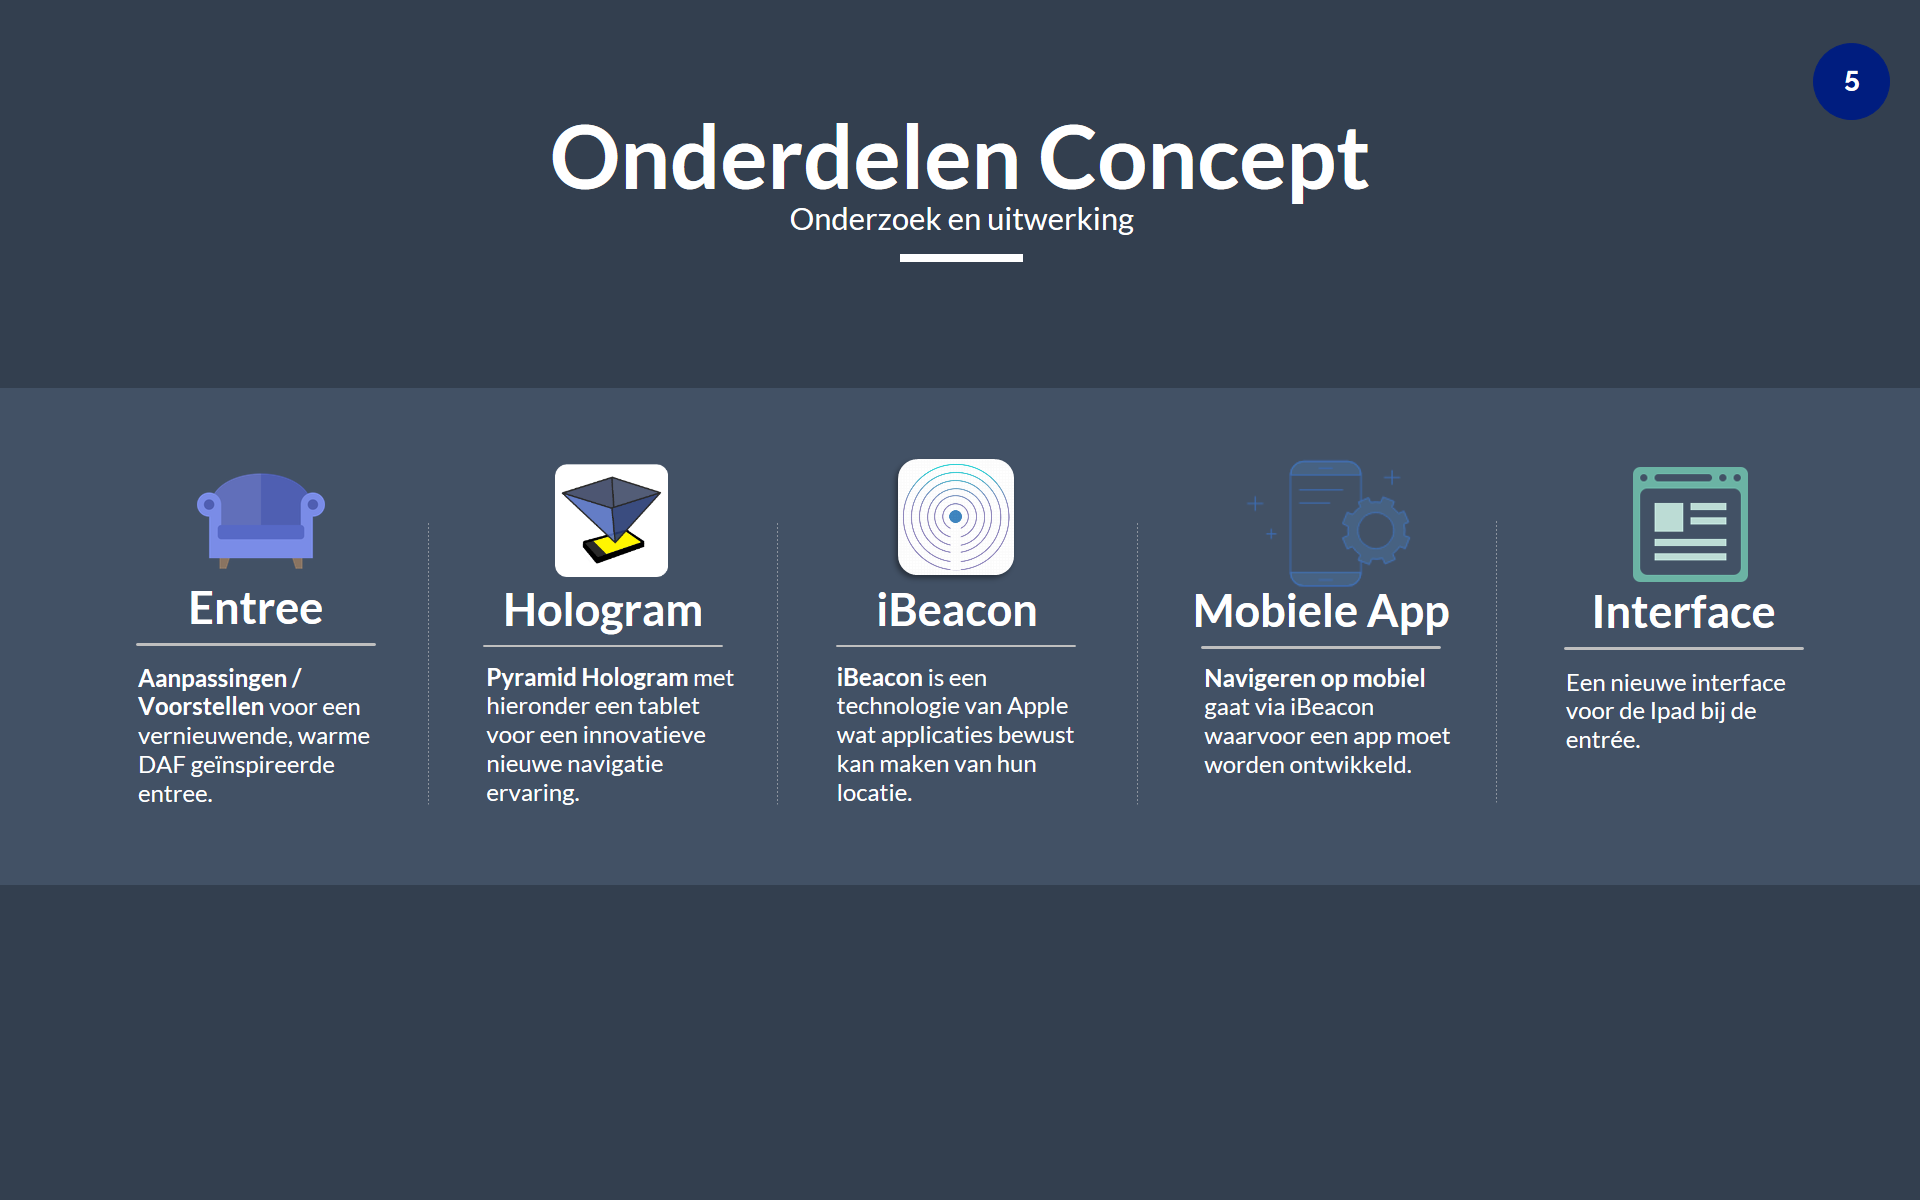 5
Onderdelen Concept
Onderzoek en uitwerking
Entree
Aanpassingen /
Voorstellen voor een
vernieuwende, warme
DAF geïnspireerde
entree.
Hologram
Pyramid Hologram met
hieronder een tablet
voor een innovatieve
nieuwe navigatie
ervaring.
iBeacon
iBeacon is een
technologie van Apple
wat applicaties bewust
kan maken van hun
locatie.
Mobiele App
Navigeren op mobiel
gaat via iBeacon
waarvoor een app moet
worden ontwikkeld.
Interface
Een nieuwe interface
voor de Ipad bij de
entrée.